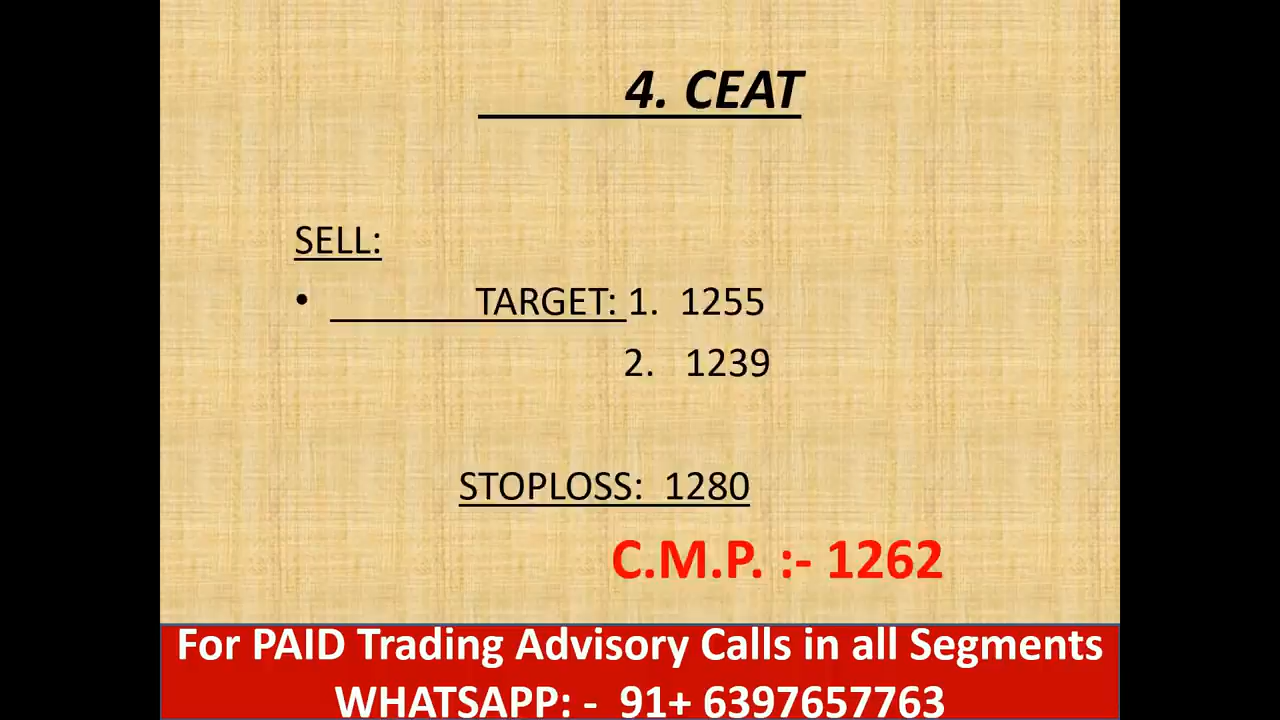 4. CEAT
SELL:
• TARGET: 1. 1255
2. 1239
STOPLOSS: 1280
C.M.P. :- 1262
For PAID Trading Advisory Calls in all Segments
WHATSAPP: - 91+ 6397657763